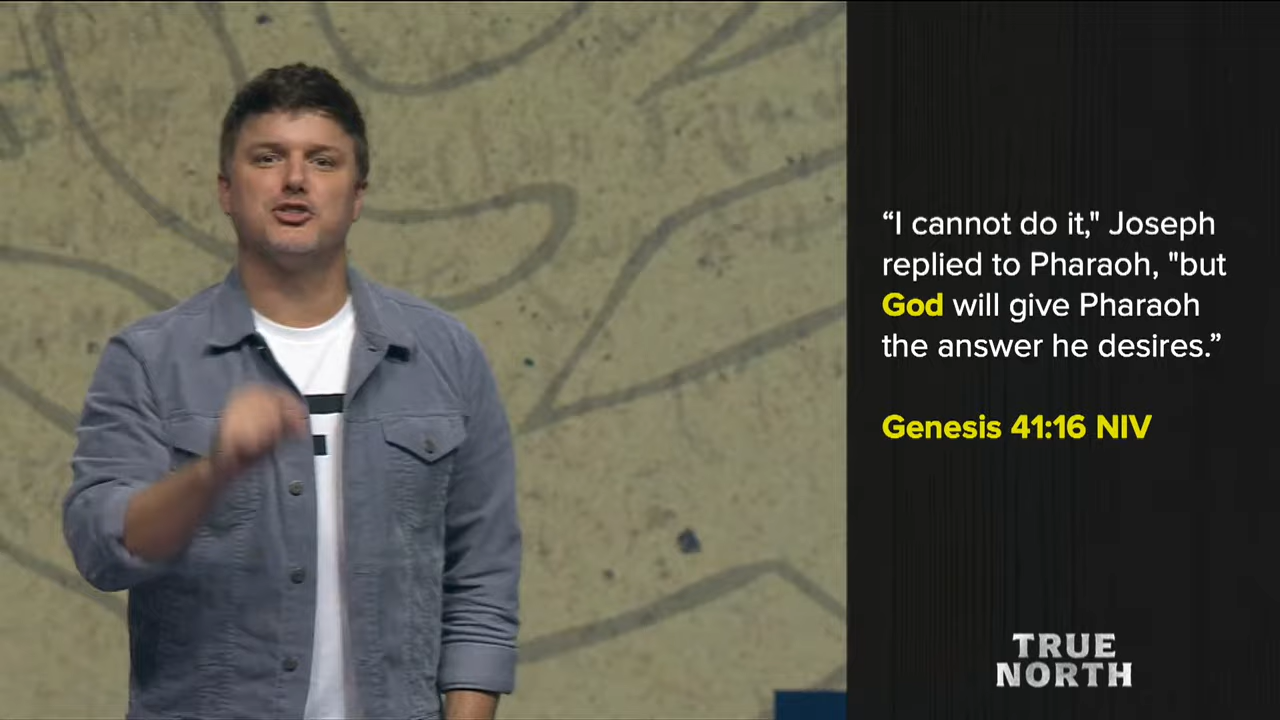 “I cannot do it," Joseph
replied to Pharaoh, "but
God will give Pharaoh
the answer he desires.”
Genesis 41:16 NIV
TRUE
NORTH